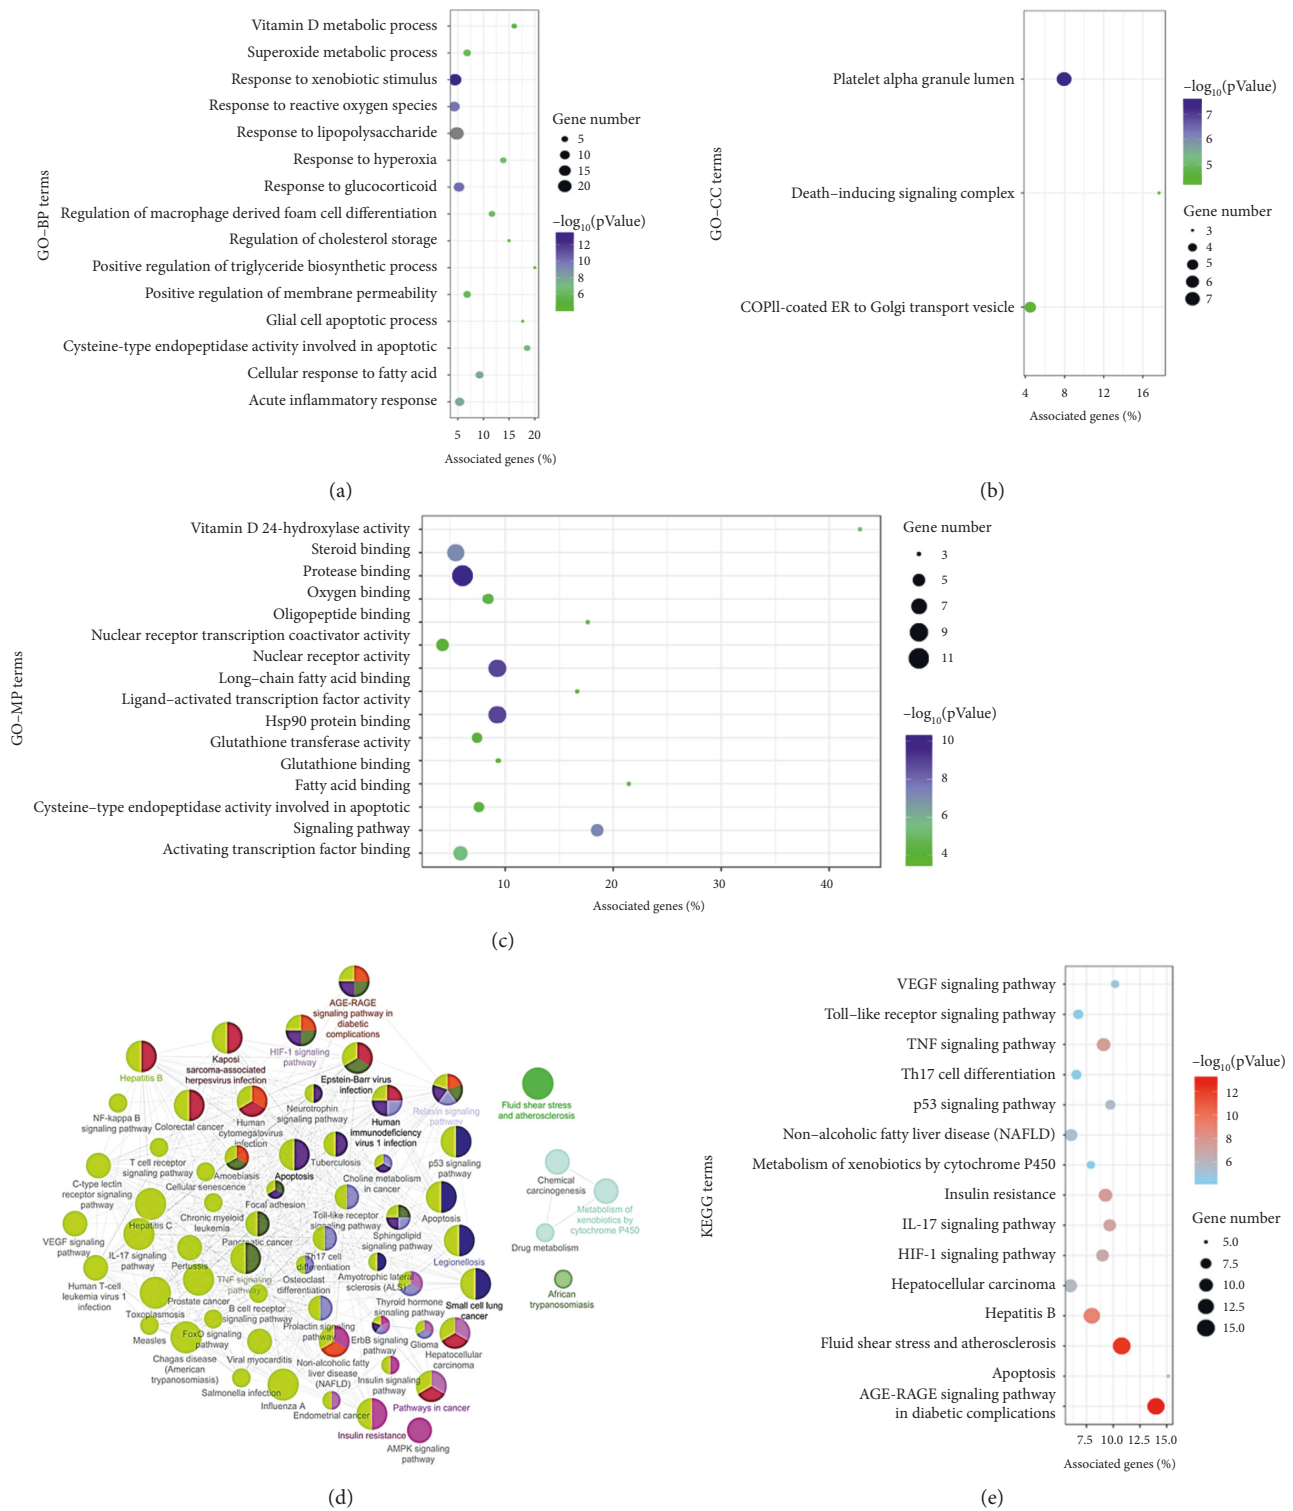 Vitamin D metabolic process
Superoxide metabolic process
Response to xenobiotic stimulus
Response to reactive oxygen species
Response to lipopolysaccharide
Response to hyperoxia
Response to glucocorticoid
Regulation of macrophage derived foam cell differentiation
Regulation of cholesterol storage
Positive regulation of triglyceride biosynthetic process
Positive regulation of membrane permeability
Glial cell apoptotic process
Cysteine-type endopeptidase activity involved in apoptotic
Cellular response to fatty acid
Acute inflammatory response
GO–BP terms
5 10 15 20
Associated genes (%)
Gene number
5
10
15
20
–log10(pValue)
12
10
8
6
(a)
Platelet alpha granule lumen
Death–inducing signaling complex
COPll-coated ER to Golgi transport vesicle
GO–CC terms
4 8 12 16
Associated genes (%)
–log10(pValue)
7
6
5
Gene number
3
4
5
6
7
(b)
Vitamin D 24-hydroxylase activity
Steroid binding
Protease binding
Oxygen binding
Oligopeptide binding
Nuclear receptor transcription coactivator activity
Nuclear receptor activity
Long–chain fatty acid binding
Ligand–activated transcription factor activity
Hsp90 protein binding
Glutathione transferase activity
Glutathione binding
Fatty acid binding
Cysteine–type endopeptidase activity involved in apoptotic
Signaling pathway
Activating transcription factor binding
GO–MP terms
10 20 30 40
Associated genes (%)
Gene number
3
5
7
9
11
–log10(pValue)
10
8
6
4
(c)
AGE-RAGE
signaling pathway in
diabetic
complications
HIF-1 signaling
pathway
Kaposi
sarcoma-associated
herpesvirus infection
Hepatitis B
Epstein-Barr virus
infection
Neurotrophin
signaling pathway
NF-kappa B
signaling pathway
Colorectal cancer
Human
cytomegalovirus
infection
Human
immunodeficiency
virus 1 infection
Relaxin signaling
pathway
Fluid shear stress
and atherosclerosis
T cell receptor
signaling pathway
Amoebiasis
Apoptosis
Tuberculosis
p53 signaling
pathway
C-type lectin
receptor signaling
pathway
Cellular senescence
Choline metabolism
in cancer
Chemical
carcinogenesis
Focal adhesion
Hepatitis C
Chronic myeloid
leukemia
Toll-like receptor
signaling pathway
Apoptosis
Metabolism of
xenobiotics by
cytochrome P450
VEGF signaling
pathway
IL-17 signaling
pathway
Pancreatic cancer
Sphingolipid
signaling pathway
Drug metabolism
Pertussis
Th17 cell
differentiation
Legionellosis
Human T-cell
leukemia virus 1
infection
TNF signaling
pathway
Osteoclast
differentiation
Amyotrophic lateral
sclerosis (ALS)
African
trypanosomiasis
Toxoplasmosis
Prostate cancer
B cell receptor
signaling pathway
Thyroid hormone
signaling pathway
Small cell lung
cancer
Measles
FoxO signaling
pathway
Prolactin signaling
pathway
ErbB signaling
pathway
Glioma
Hepatocellular
carcinoma
Chagas disease
(American
trypanosomiasis)
Viral myocarditis
Non-alcoholic fatty
liver disease
(NAFLD)
Insulin signaling
pathway
Salmonella infection
Influenza A
Endometrial cancer
Pathways in cancer
Insulin resistance
AMPK signaling
pathway
(d)
VEGF signaling pathway
Toll–like receptor signaling pathway
TNF signaling pathway
Th17 cell differentiation
p53 signaling pathway
Non–alcoholic fatty liver disease (NAFLD)
Metabolism of xenobiotics by cytochrome P450
Insulin resistance
IL-17 signaling pathway
HIF-1 signaling pathway
Hepatocellular carcinoma
Hepatitis B
Fluid shear stress and atherosclerosis
Apoptosis
AGE-RAGE signaling pathway
in diabetic complications
KEGG terms
7.5 10.0 12.5 15.0
Associated genes (%)
–log10(pValue)
12
10
8
6
Gene number
5.0
7.5
10.0
12.5
15.0
(e)